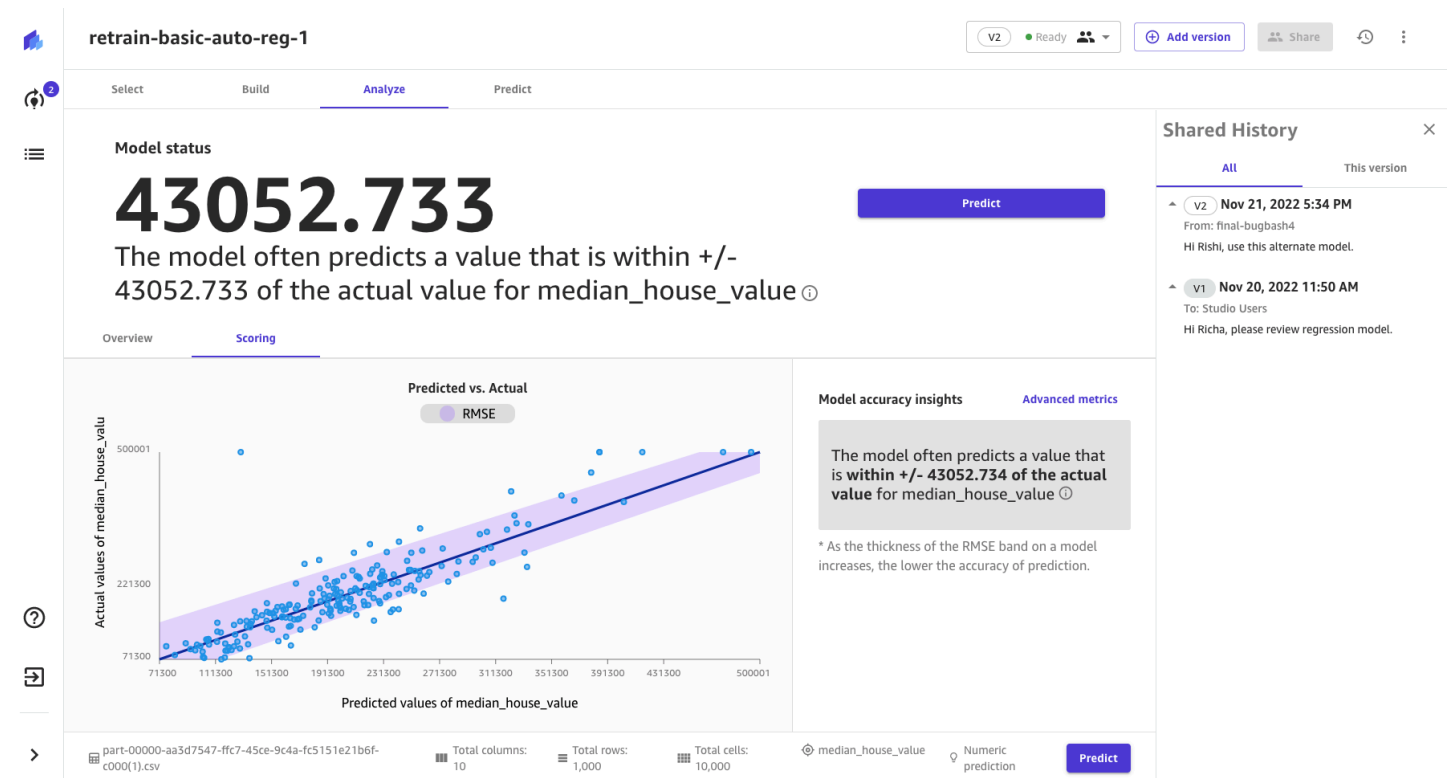 retrain-basic-auto-reg-1
V2 Ready
Add version
Share
2
Select Build Analyze Predict
Model status
43052.733
The model often predicts a value that is within +/-
43052.733 of the actual value for median_house_value
Predict
Overview Scoring
Predicted vs. Actual
RMSE
Actual values of median_house_valu
500001
221300
71300
71300 111300 151300 191300 231300 271300 311300 351300 391300 431300 500001
Predicted values of median_house_value
Model accuracy insights Advanced metrics
The model often predicts a value that
is within +/- 43052.734 of the actual
value for median_house_value
* As the thickness of the RMSE band on a model
increases, the lower the accuracy of prediction.
Shared History
All This version
V2 Nov 21, 2022 5:34 PM
From: final-bugbash4
Hi Rishi, use this alternate model.
V1 Nov 20, 2022 11:50 AM
To: Studio Users
Hi Richa, please review regression model.
part-00000-aa3d7547-ffc7-45ce-9c4a-fc5151e21b6f-
c000(1).csv
Total columns:
10
Total rows:
1,000
Total cells:
10,000
median_house_value
Numeric
prediction
Predict